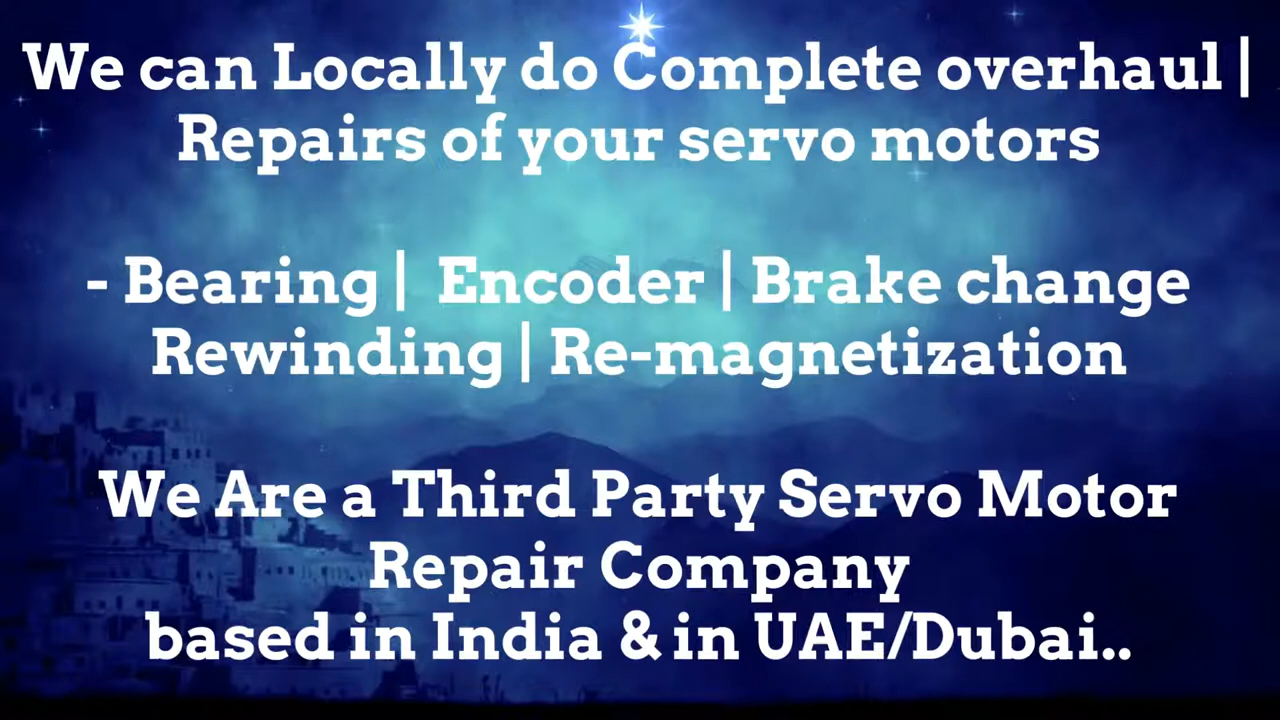 We can Locally do Complete overhaul |
Repairs of your servo motors
- Bearing | Encoder | Brake change
Rewinding | Re-magnetization
We Are a Third Party Servo Motor
Repair Company
based in India & in UAE/Dubai..